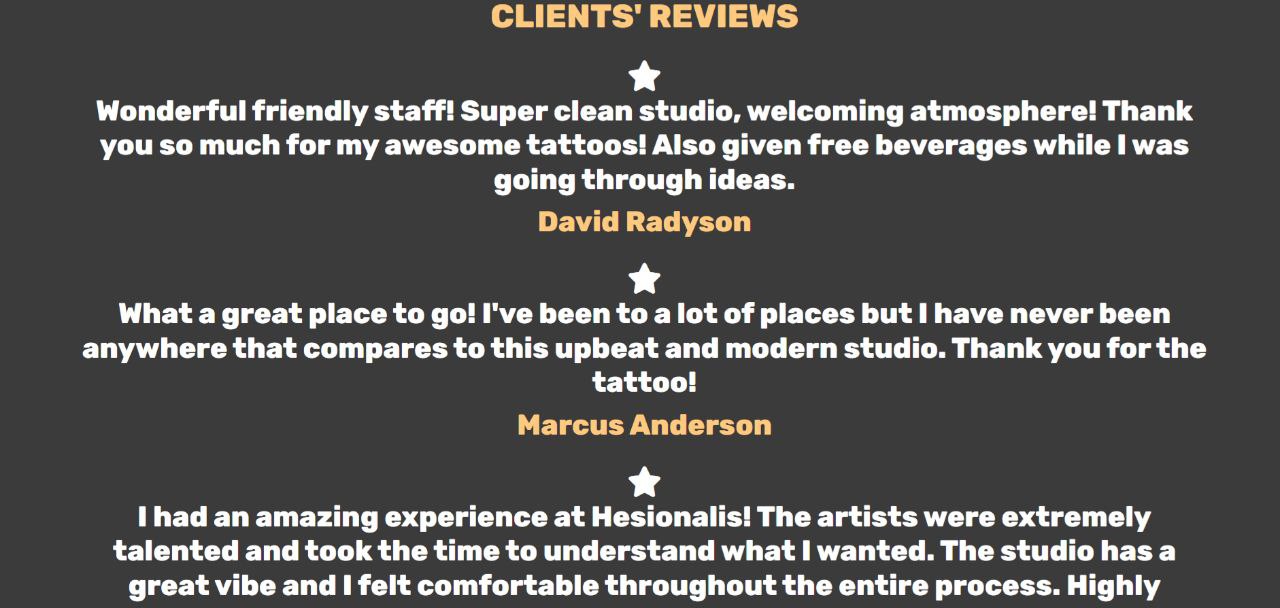 CLIENTS' REVIEWS
Wonderful friendly staff! Super clean studio, welcoming atmosphere! Thank
you so much for my awesome tattoos! Also given free beverages while I was
going through ideas.
David Radyson
What a great place to go! I've been to a lot of places but I have never been
anywhere that compares to this upbeat and modern studio. Thank you for the
tattoo!
Marcus Anderson
I had an amazing experience at Hesionalis! The artists were extremely
talented and took the time to understand what I wanted. The studio has a
great vibe and I felt comfortable throughout the entire process. Highly